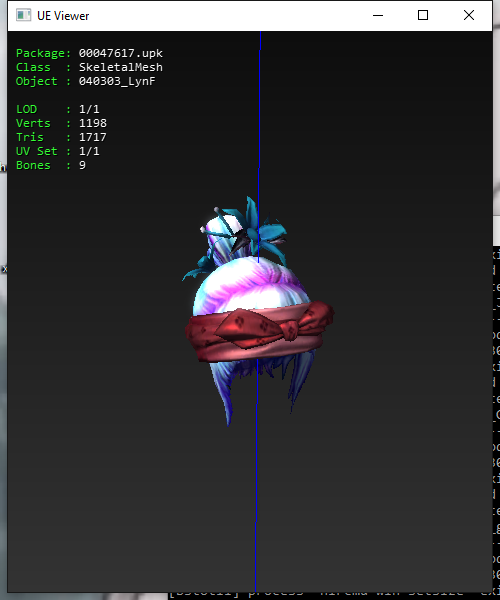 UE Viewer
Package: 00047617.upk
Class : SkeletalMesh
Object : 040303_LynF
LOD : 1/1
Verts : 1198
Tris : 1717
UV Set : 1/1
Bones : 9